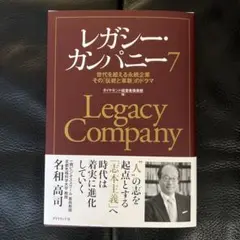 レガシー・
カンパニー7
世代を超える永続企業
その「伝統と革新」のドラマ
ダイヤモンド経営者倶楽部
Legacy
Company
“人”の志を
起点とする
「志本主義」へ
時代は
着実に進化
していく
名和高司